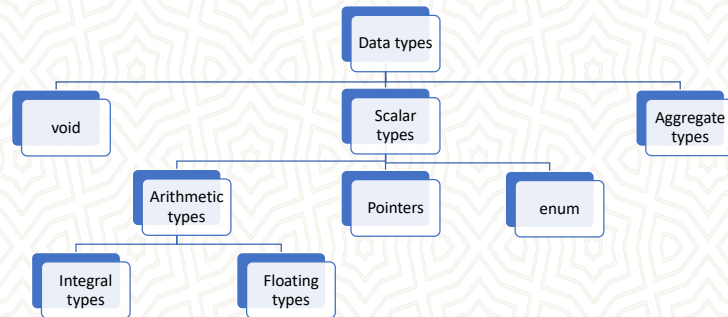 Data types
void
Scalar
types
Aggregate
types
Arithmetic
types
Pointers
enum
Integral
types
Floating
types